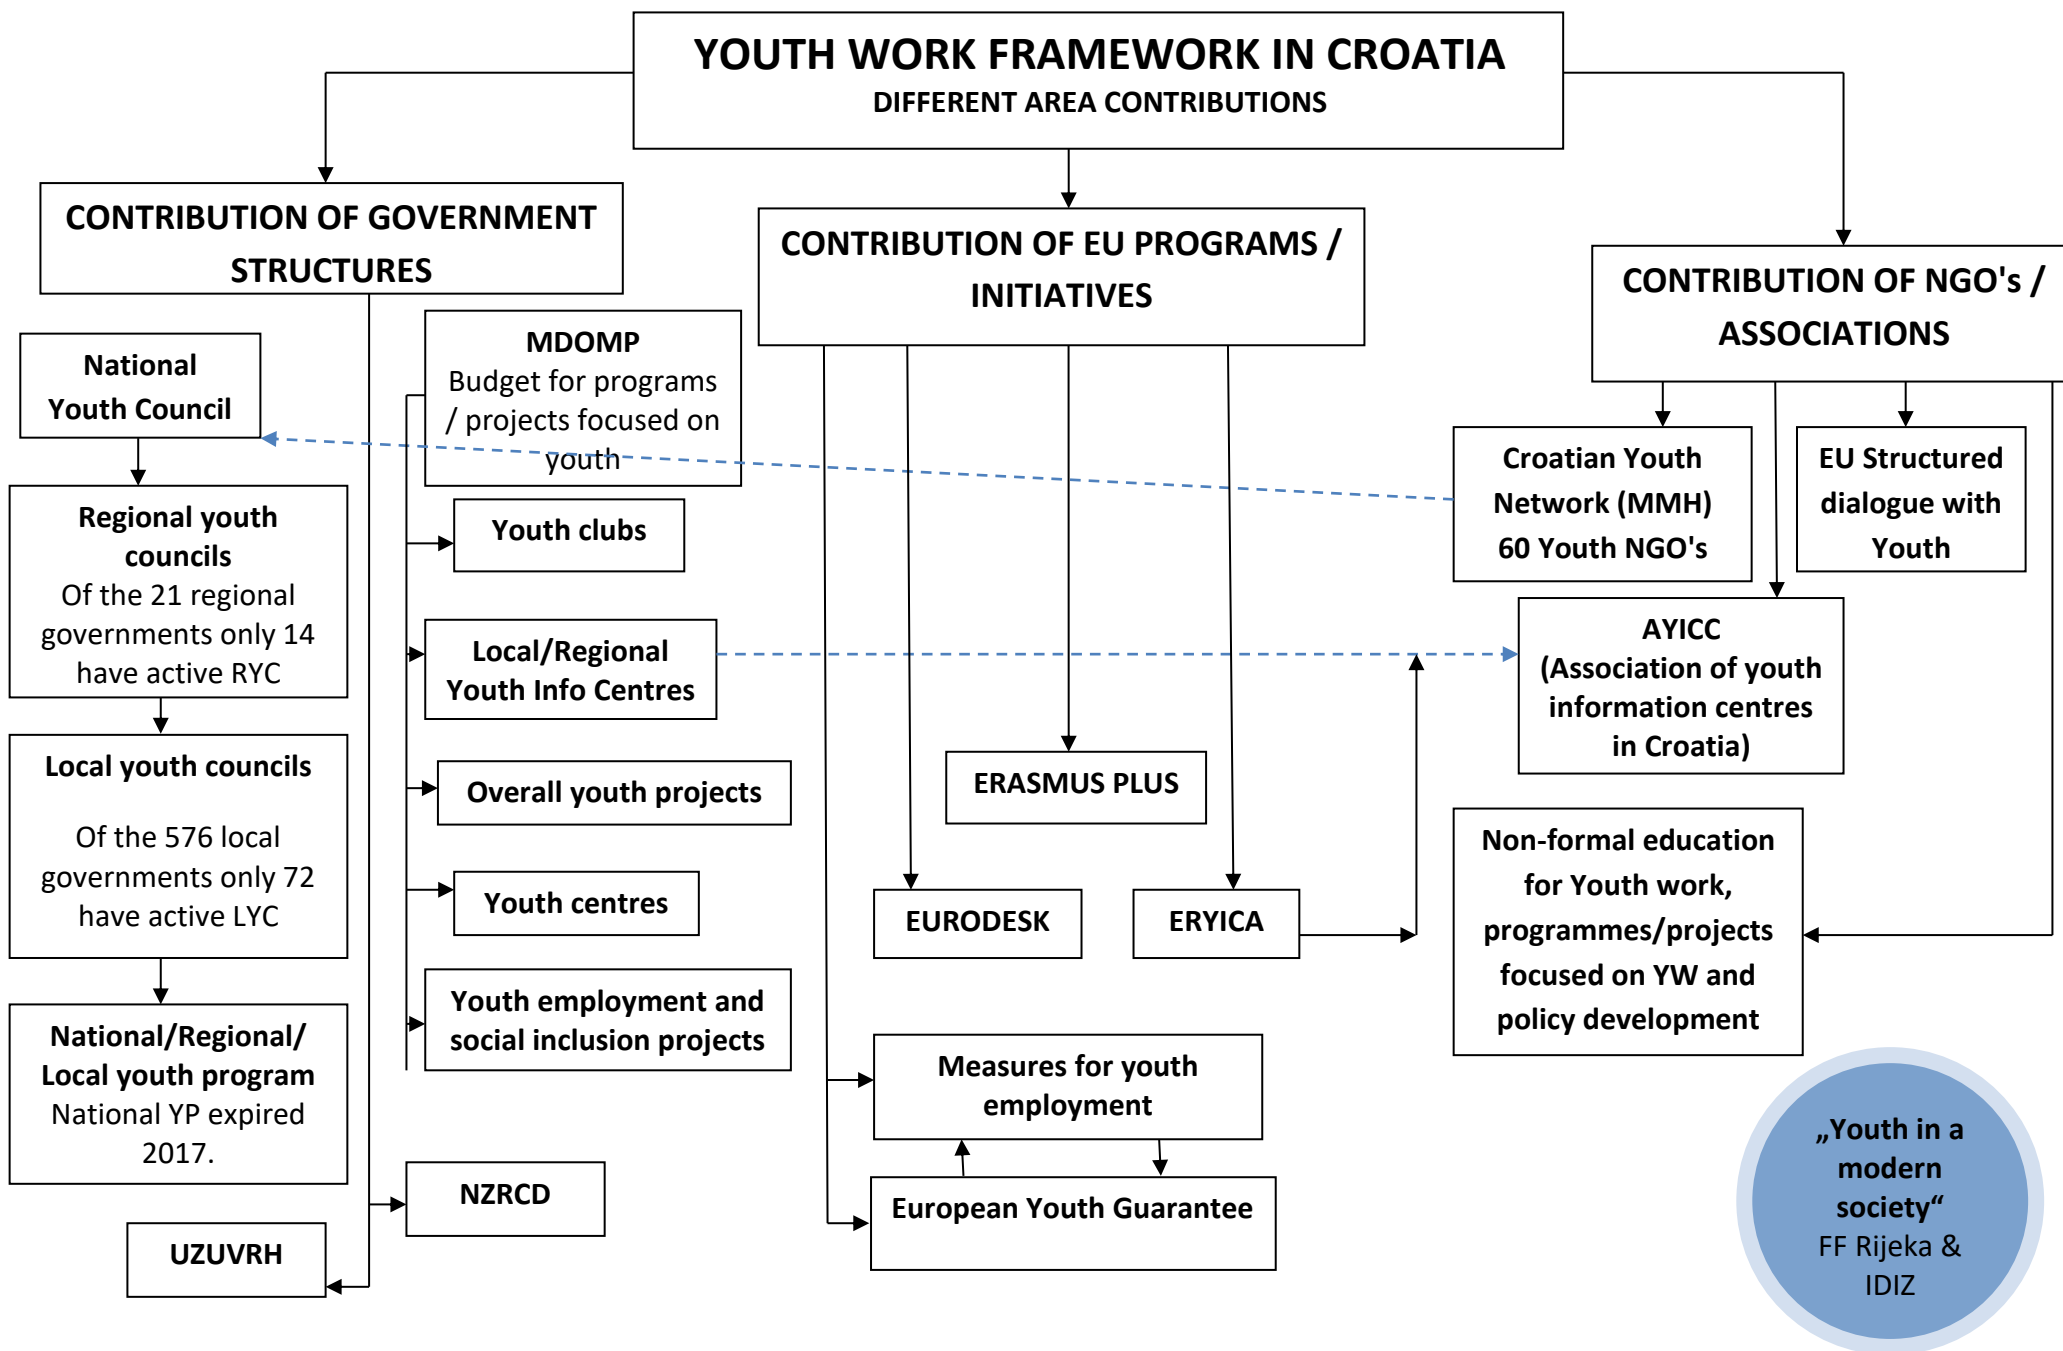 YOUTH WORK FRAMEWORK IN CROATIA
DIFFERENT AREA CONTRIBUTIONS
CONTRIBUTION OF GOVERNMENT
STRUCTURES
National
Youth Council
Regional youth
councils
Of the 21 regional
governments only 14
have active RYC
Local youth councils
Of the 576 local
governments only 72
have active LYC
National/Regional/
Local youth program
National YP expired
2017.
UZUVRH
MDOMP
Budget for programs
/ projects focused on
youth
Youth clubs
Local/Regional
Youth Info Centres
Overall youth projects
Youth centres
Youth employment and
social inclusion projects
NZRCD
CONTRIBUTION OF EU PROGRAMS /
INITIATIVES
ERASMUS PLUS
EURODESK
ERYICA
Measures for youth
employment
European Youth Guarantee
CONTRIBUTION OF NGO's /
ASSOCIATIONS
Croatian Youth
Network (MMH)
60 Youth NGO's
EU Structured
dialogue with
Youth
AYICC
(Association of youth
information centres
in Croatia)
Non-formal education
for Youth work,
programmes/projects
focused on YW and
policy development
„Youth in a
modern
society“
FF Rijeka &
IDIZ